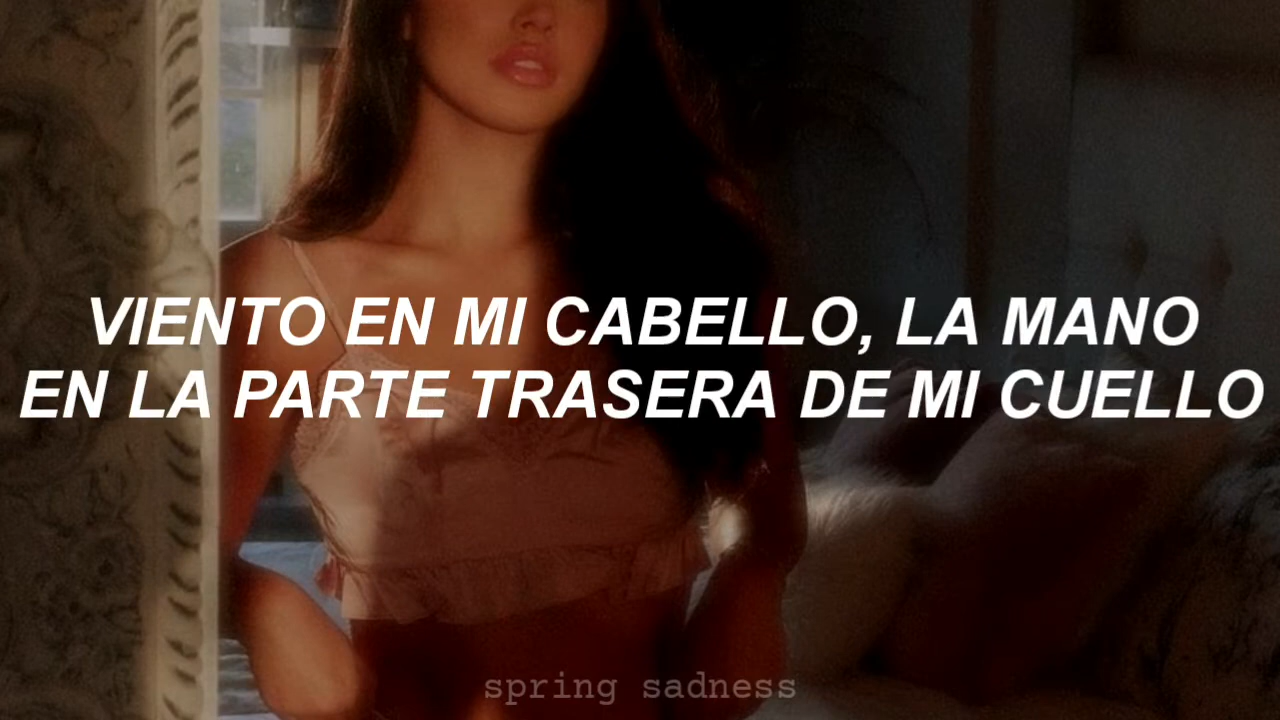 VIENTO EN MI CABELLO, LA MANO
EN LA PARTE TRASERA DE MI CUELLO
spring sadness